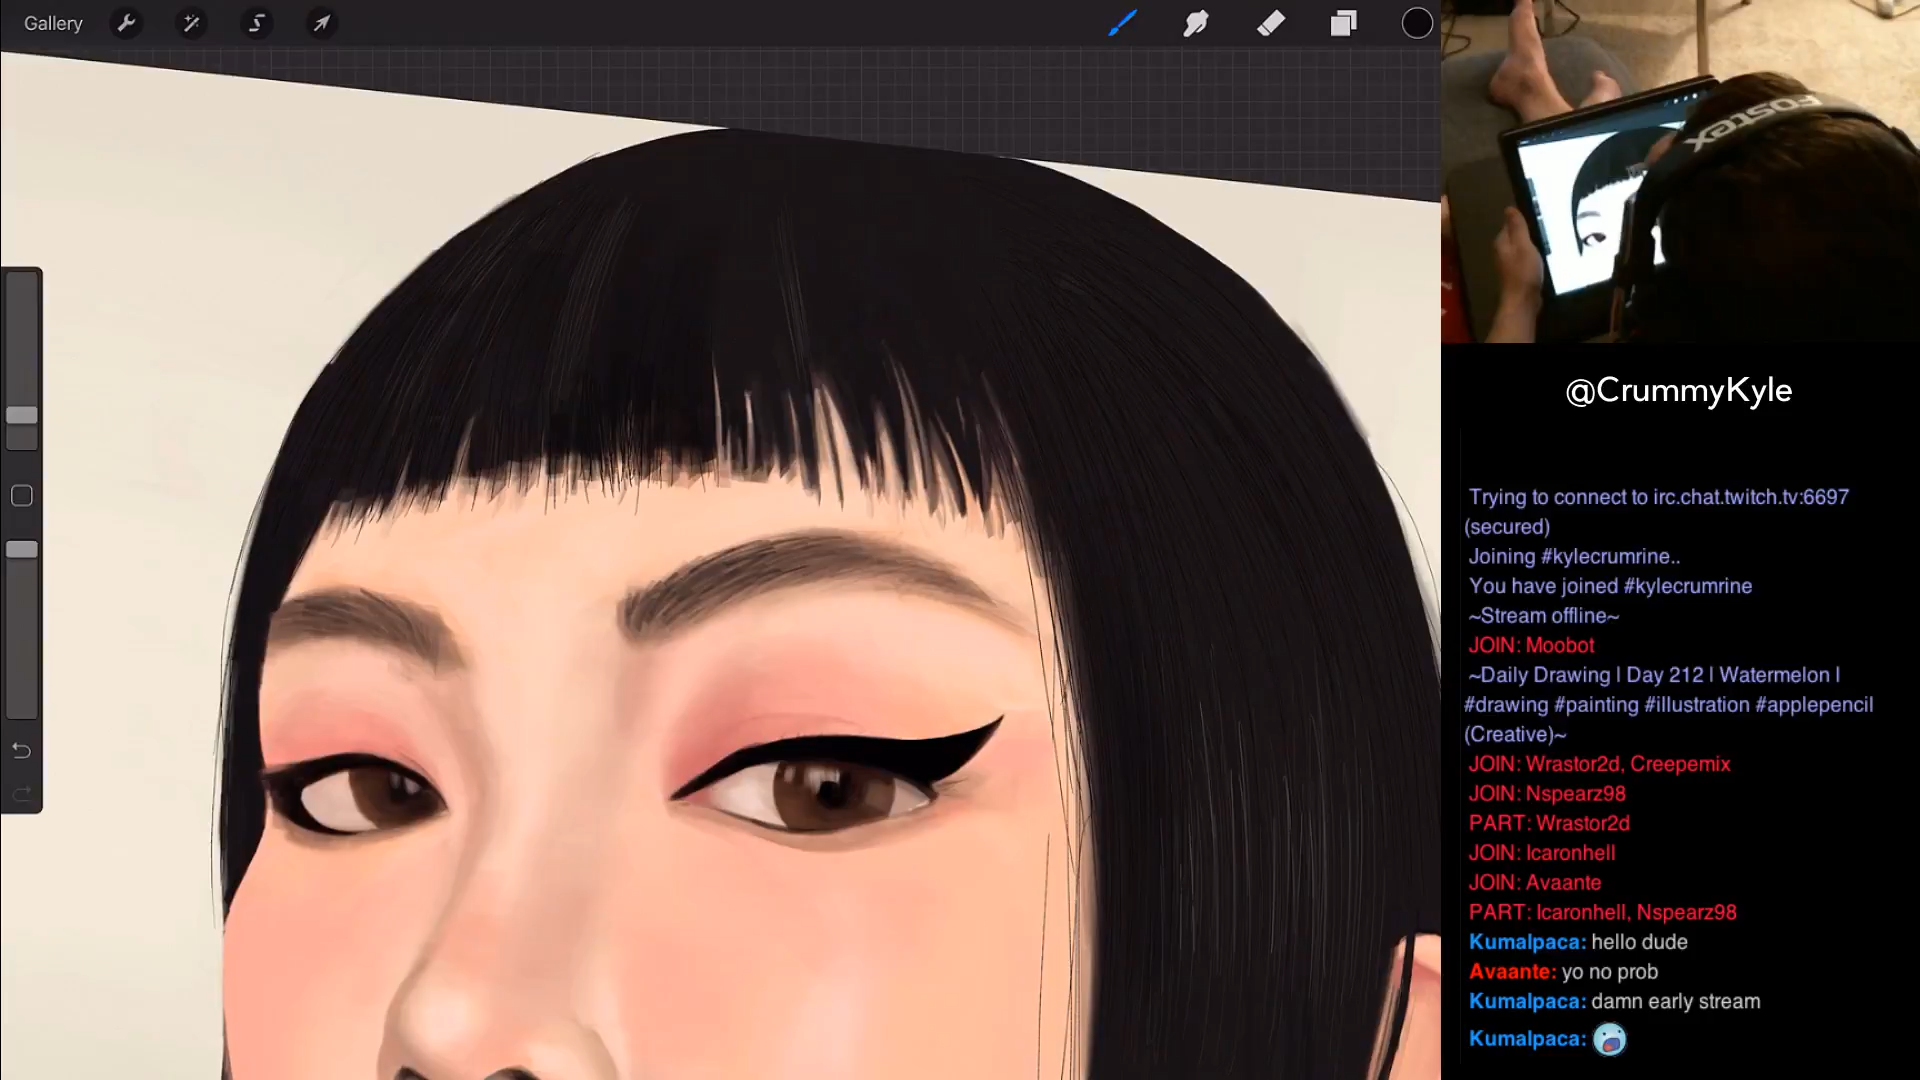 Gallery
FOSTEX
@CrummyKyle
Trying to connect to irc.chat.twitch.tv:6697
(secured)
Joining #kylecrumrine..
You have joined #kylecrumrine
~Stream offline~
JOIN: Moobot
~Daily Drawing | Day 212 | Watermelon |
#drawing #painting #illustration #applepencil
(Creative)~
JOIN: Wrastor2d, Creepemix
JOIN: Nspearz98
PART: Wrastor2d
JOIN: Icaronhell
JOIN: Avaante
PART: Icaronhell, Nspearz98
Kumalpaca: hello dude
Avaante: yo no prob
Kumalpaca: damn early stream
Kumalpaca: